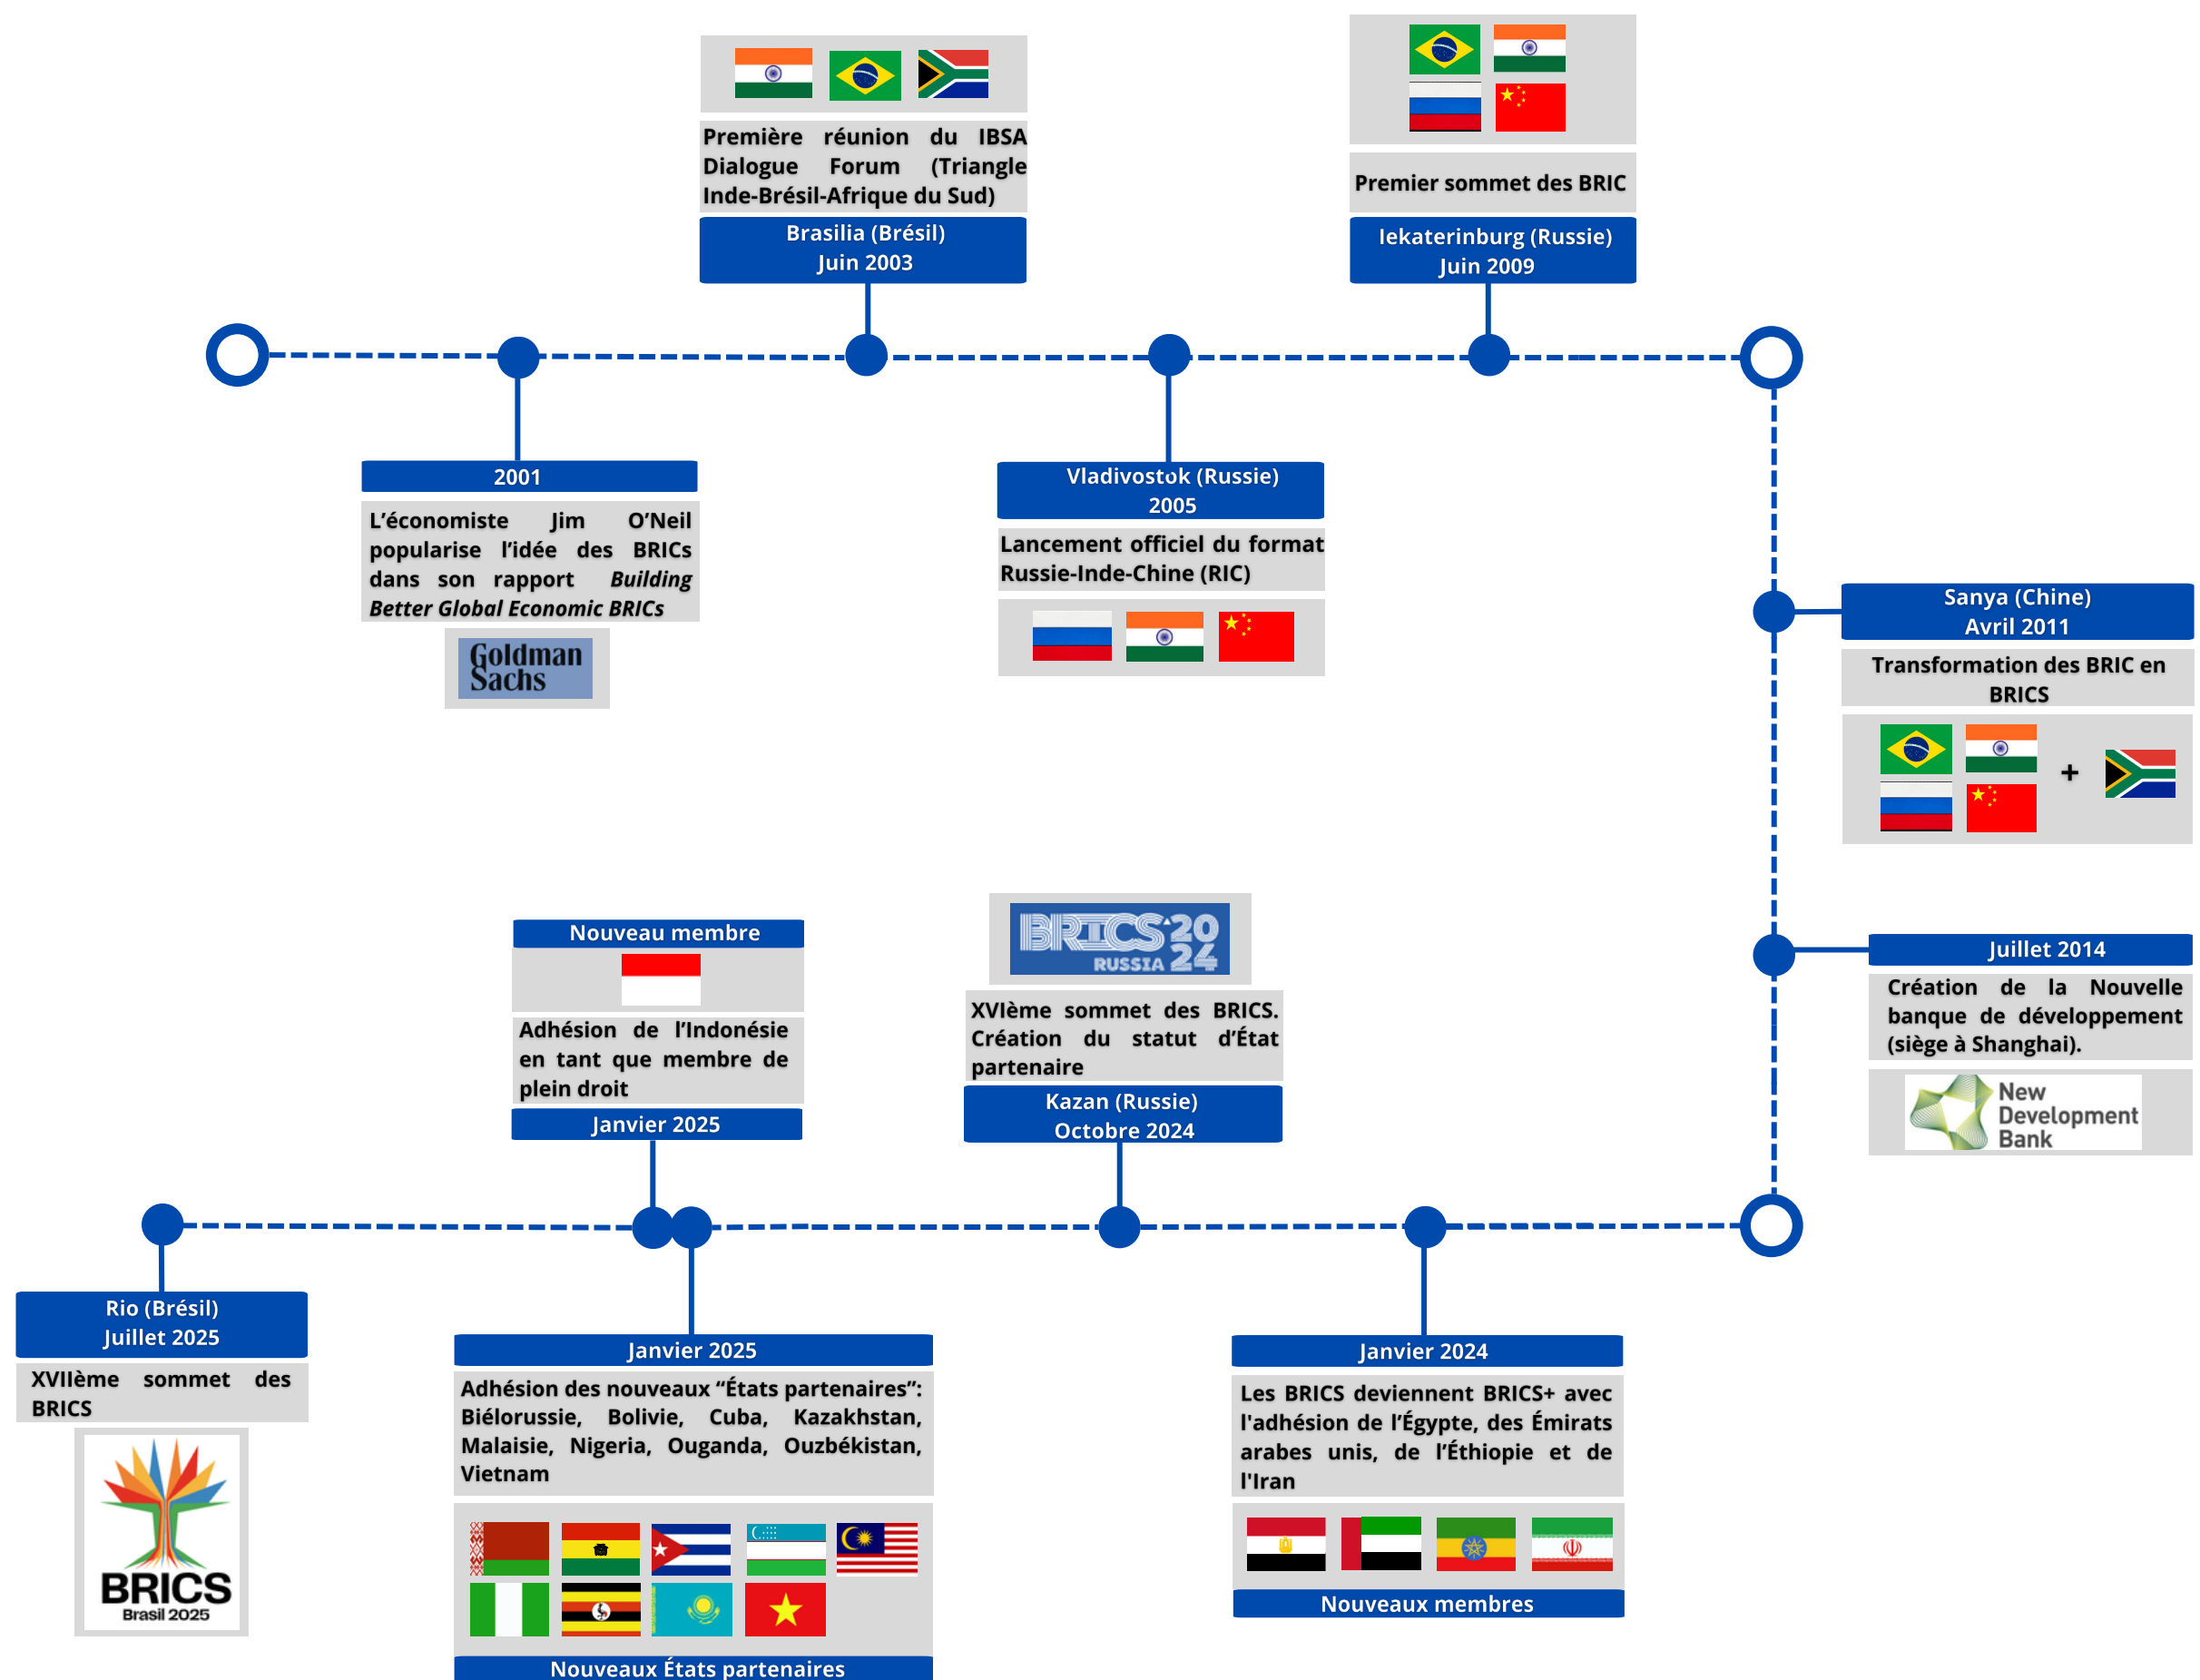 Première réunion du IBSA
Dialogue Forum (Triangle
Inde-Brésil-Afrique du Sud)
Brasilia (Brésil)
Juin 2003
Premier sommet des BRIC
Iekaterinburg (Russie)
Juin 2009
2001
L’économiste Jim O’Neil
popularise l’idée des BRICs
dans son rapport Building
Better Global Economic BRICs
Goldman
Sachs
Vladivostok (Russie)
2005
Lancement officiel du format
Russie-Inde-Chine (RIC)
Sanya (Chine)
Avril 2011
Transformation des BRIC en
BRICS
+
Juillet 2014
Création de la Nouvelle
banque de développement
(siège à Shanghai).
New
Development
Bank
Janvier 2024
Les BRICS deviennent BRICS+ avec
l'adhésion de l’Égypte, des Émirats
arabes unis, de l’Éthiopie et de
l'Iran
Nouveaux membres
BRICS 20
RUSSIA 24
XVIème sommet des BRICS.
Création du statut d’État
partenaire
Kazan (Russie)
Octobre 2024
Nouveau membre
Adhésion de l’Indonésie
en tant que membre de
plein droit
Janvier 2025
Janvier 2025
Adhésion des nouveaux “États partenaires”:
Biélorussie, Bolivie, Cuba, Kazakhstan,
Malaisie, Nigeria, Ouganda, Ouzbékistan,
Vietnam
Nouveaux États partenaires
Rio (Brésil)
Juillet 2025
XVIIème sommet des
BRICS
BRICS
Brasil 2025